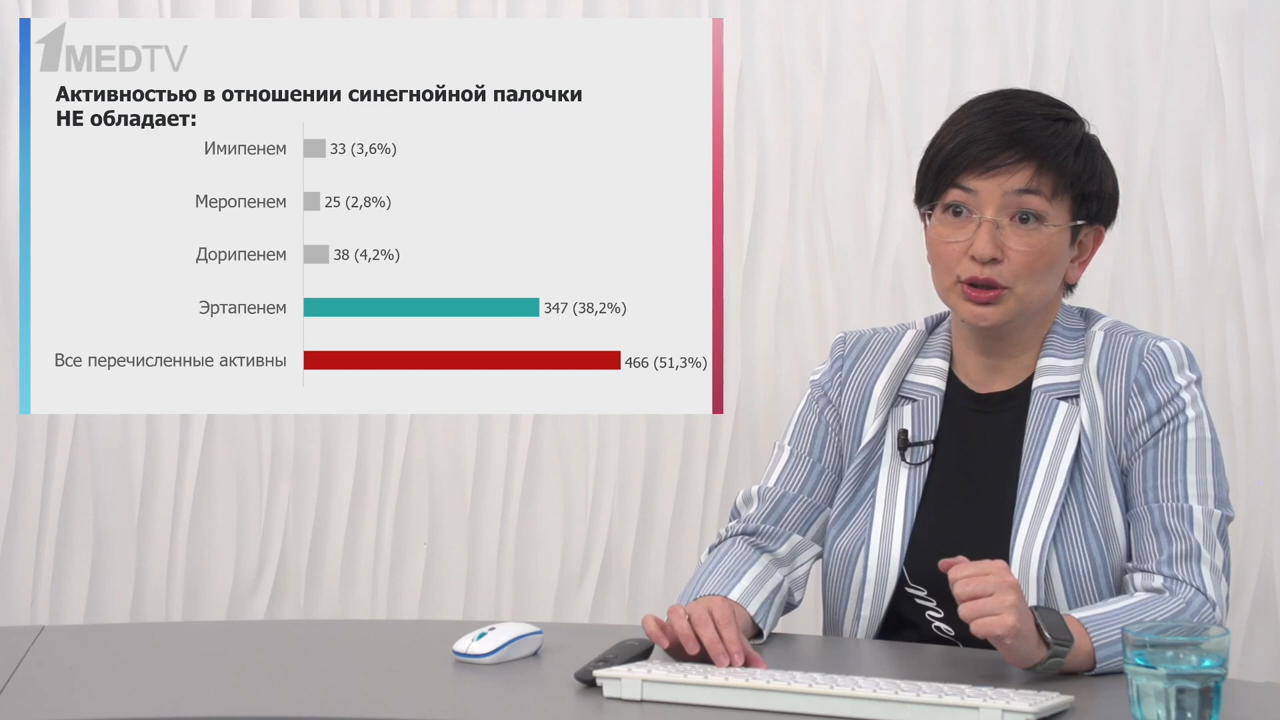 1MEDTV
Активностью в отношении синегнойной палочки
НЕ обладает:
Имипенем 33 (3,6%)
Меропенем 25 (2,8%)
Дорипенем 38 (4,2%)
Эртапенем 347 (38,2%)
Все перечисленные активны 466 (51,3%)
me